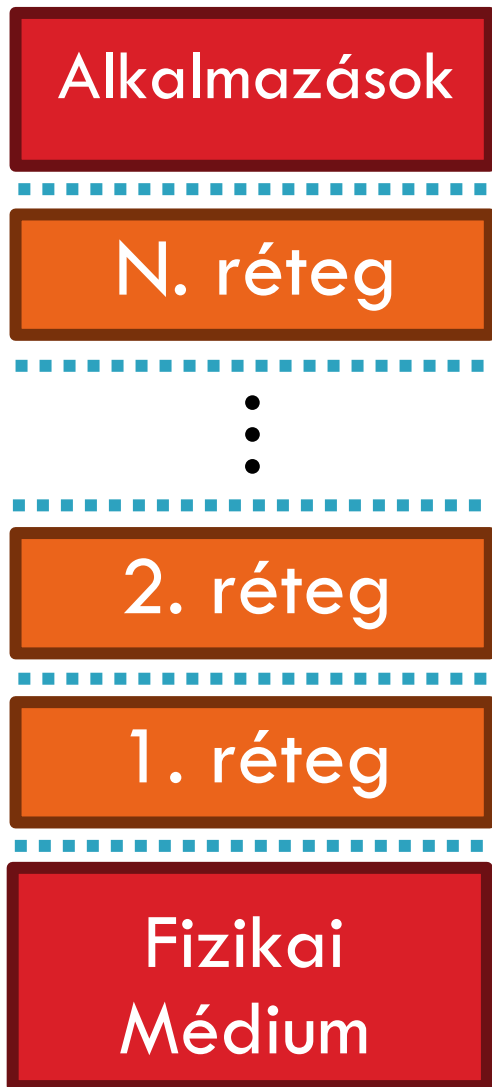 Alkalmazások
N. réteg
2. réteg
1. réteg
Fizikai
Médium